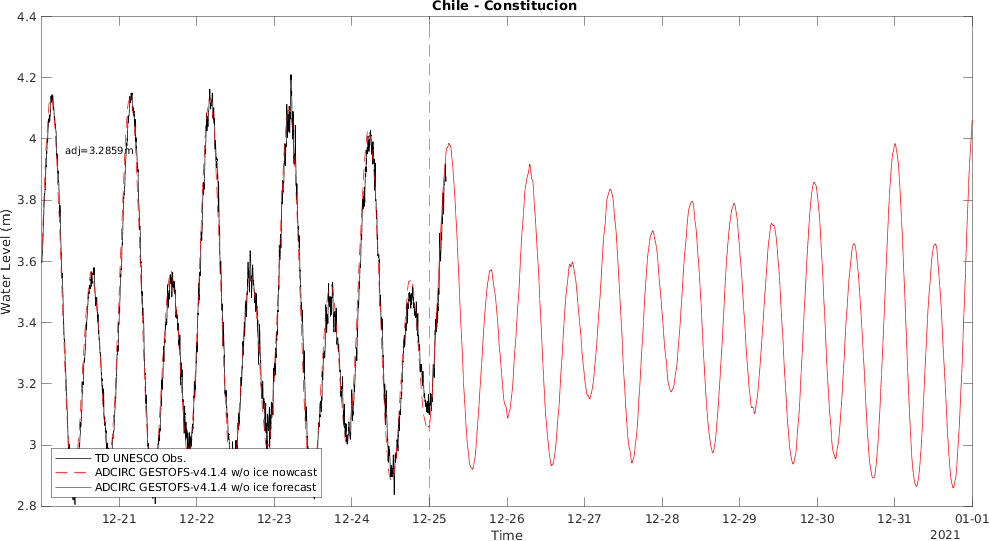 Chile - Constitucion
4.4
4.2
4
3.8
3.6
3.4
3.2
3
2.8
Water Level (m)
adj=3.2859m
TD UNESCO Obs.
ADCIRC GESTOFS-v4.1.4 w/o ice nowcast
ADCIRC GESTOFS-v4.1.4 w/o ice forecast
12-21 12-22 12-23 12-24 12-25 12-26 12-27 12-28 12-29 12-30 12-31 01-01
Time
2021